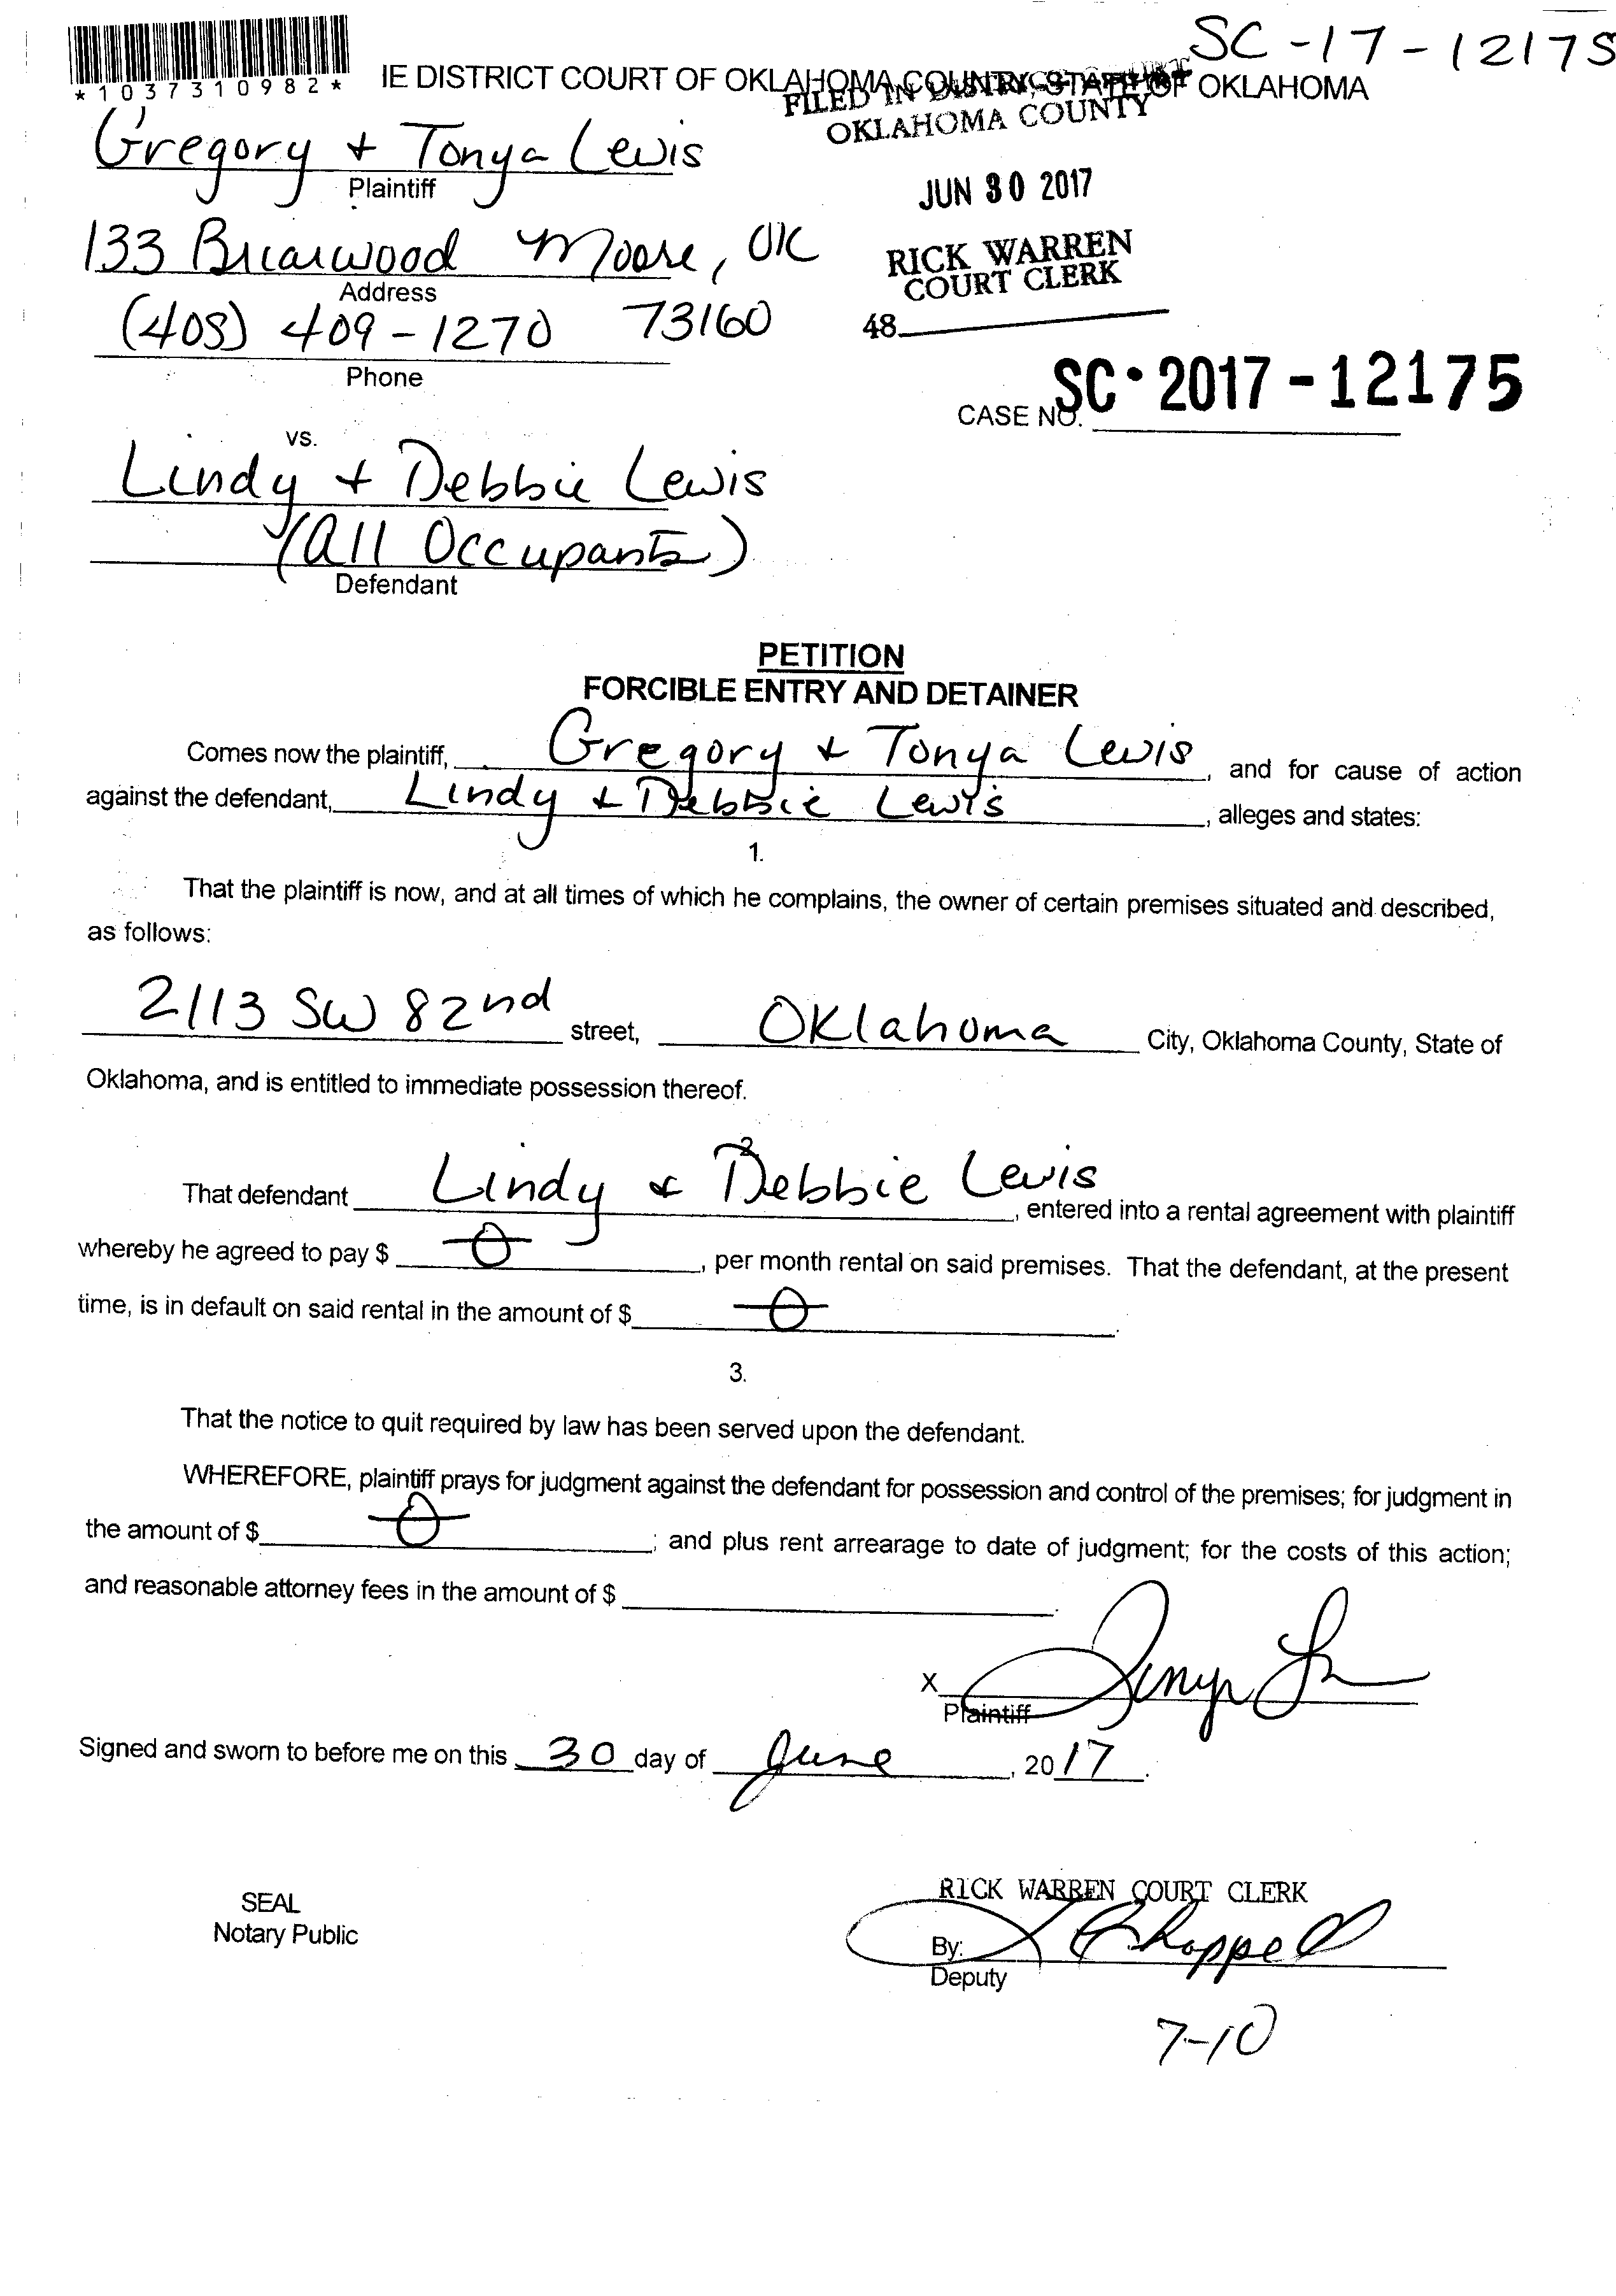 SC-17-12175
*1037310982*
IE DISTRICT COURT OF OKLAHOMA COUNTY, STATE OF OKLAHOMA
FILED IN DISTRICT COURT
OKLAHOMA COUNTY
Gregory + Tonya Lewis
Plaintiff
JUN 30 2017
133 Briarwood Moore, OK
Address
RICK WARREN
COURT CLERK
(405) 409-1270 73160
Phone
48
CASE NO. SC-2017-12175
vs.
Lindy + Debbie Lewis
(All Occupants)
Defendant
PETITION
FORCIBLE ENTRY AND DETAINER
Comes now the plaintiff, Gregory + Tonya Lewis, and for cause of action
against the defendant, Lindy + Debbie Lewis, alleges and states:
1.
That the plaintiff is now, and at all times of which he complains, the owner of certain premises situated and described,
as follows:
2113 SW 82nd street, Oklahoma City, Oklahoma County, State of
Oklahoma, and is entitled to immediate possession thereof.
2.
That defendant Lindy & Debbie Lewis, entered into a rental agreement with plaintiff
whereby he agreed to pay $ 0, per month rental on said premises. That the defendant, at the present
time, is in default on said rental in the amount of $ 0.
3.
That the notice to quit required by law has been served upon the defendant.
WHEREFORE, plaintiff prays for judgment against the defendant for possession and control of the premises; for judgment in
the amount of $ 0; and plus rent arrearage to date of judgment; for the costs of this action;
and reasonable attorney fees in the amount of $ .
X
Plaintiff
Signed and sworn to before me on this 30 day of June, 2017.
SEAL
Notary Public
RICK WARREN COURT CLERK
By: Chappell
Deputy
7-10